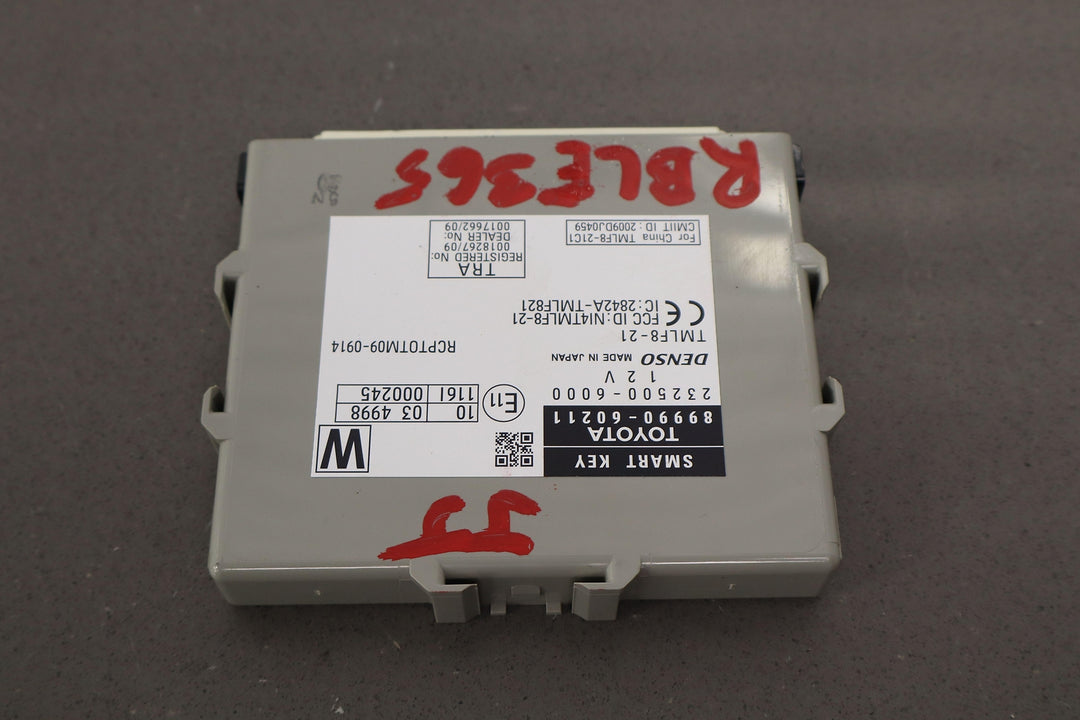 JJ
SMART KEY
TOYOTA
89990-60211
232500-6000
12V
DENSO MADE IN JAPAN
TMLF8-21
CE FCC ID:NI4TMLF8-21
IC:2842A-TMLF821
For China TMLF8-21C1
CMIIT ID : 2009DJ0459
W
E11
10 03 4998
116I 000245
RCPTOTM09-0914
TRA
REGISTERED No:
0018267/09
DEALER No:
0017662/09
RBLE365